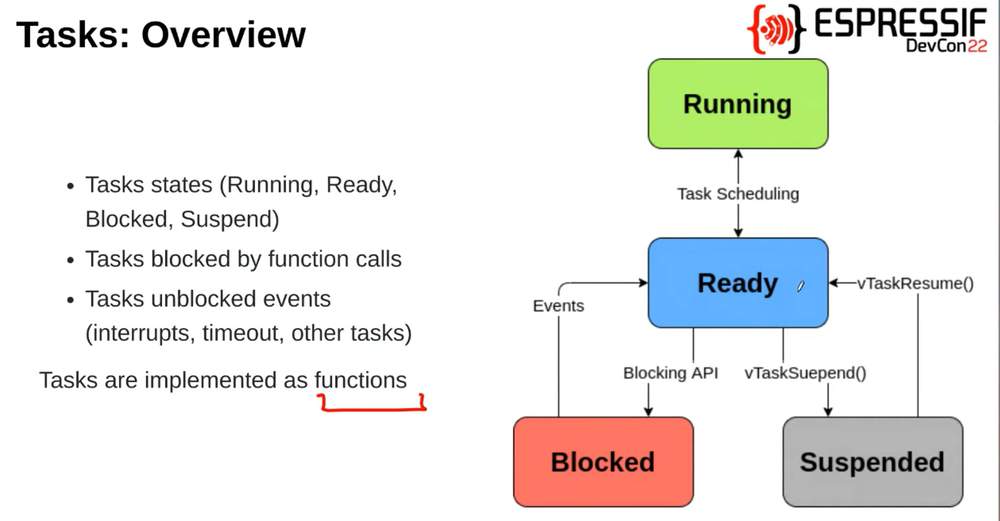 Tasks: Overview
ESPRESSIF
DevCon22
• Tasks states (Running, Ready,
Blocked, Suspend)
• Tasks blocked by function calls
• Tasks unblocked events
(interrupts, timeout, other tasks)
Tasks are implemented as functions
Running
Task Scheduling
Ready
vTaskResume()
Events
Blocking API
vTaskSuepend()
Blocked
Suspended